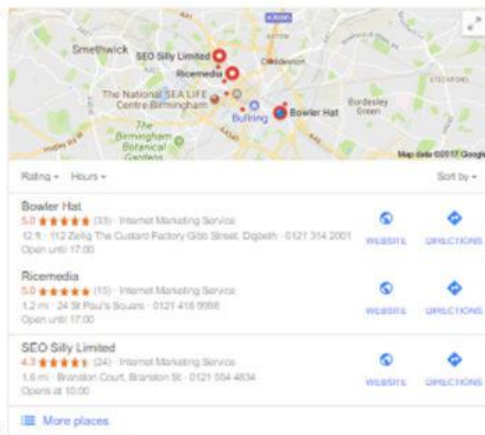 Smethwick
SEO Silly Limited
Ricemedia
The National SEA LIFE
Centre Birmingham
Bullring
Bowler Hat
Bordesley
Green
The
Birmingham
Botanical
Gardens
Map data ©2017 Google
Rating Hours Sort by
Bowler Hat
5.0 (33) · Internet Marketing Service
12 ft · 112 Zellig The Custard Factory Gibb Street, Digbeth · 0121 314 2001
Open until 17:00
WEBSITE DIRECTIONS
Ricemedia
5.0 (15) · Internet Marketing Service
1.2 mi · 24 St Paul's Square · 0121 416
Open until 17:00
WEBSITE DIRECTIONS
SEO Silly Limited
4.3 (24) · Internet Marketing Service
1.6 mi · Branston Court, Branston St · 0121 554 4834
Opens at 10:00
WEBSITE DIRECTIONS
More places